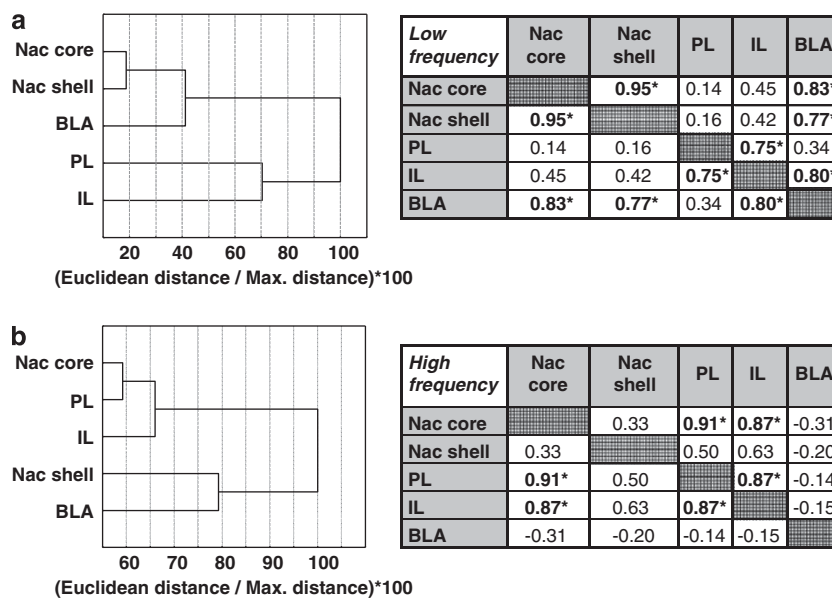 a
Nac core
Nac shell
BLA
PL
IL
20 40 60 80 100
(Euclidean distance / Max. distance)*100
Low frequency Nac core Nac shell PL IL BLA
Nac core 0.95* 0.14 0.45 0.83*
Nac shell 0.95* 0.16 0.42 0.77*
PL 0.14 0.16 0.75* 0.34
IL 0.45 0.42 0.75* 0.80*
BLA 0.83* 0.77* 0.34 0.80*
b
Nac core
PL
IL
Nac shell
BLA
60 70 80 90 100
(Euclidean distance / Max. distance)*100
High frequency Nac core Nac shell PL IL BLA
Nac core 0.33 0.91* 0.87* -0.31
Nac shell 0.33 0.50 0.63 -0.20
PL 0.91* 0.50 0.87* -0.14
IL 0.87* 0.63 0.87* -0.15
BLA -0.31 -0.20 -0.14 -0.15